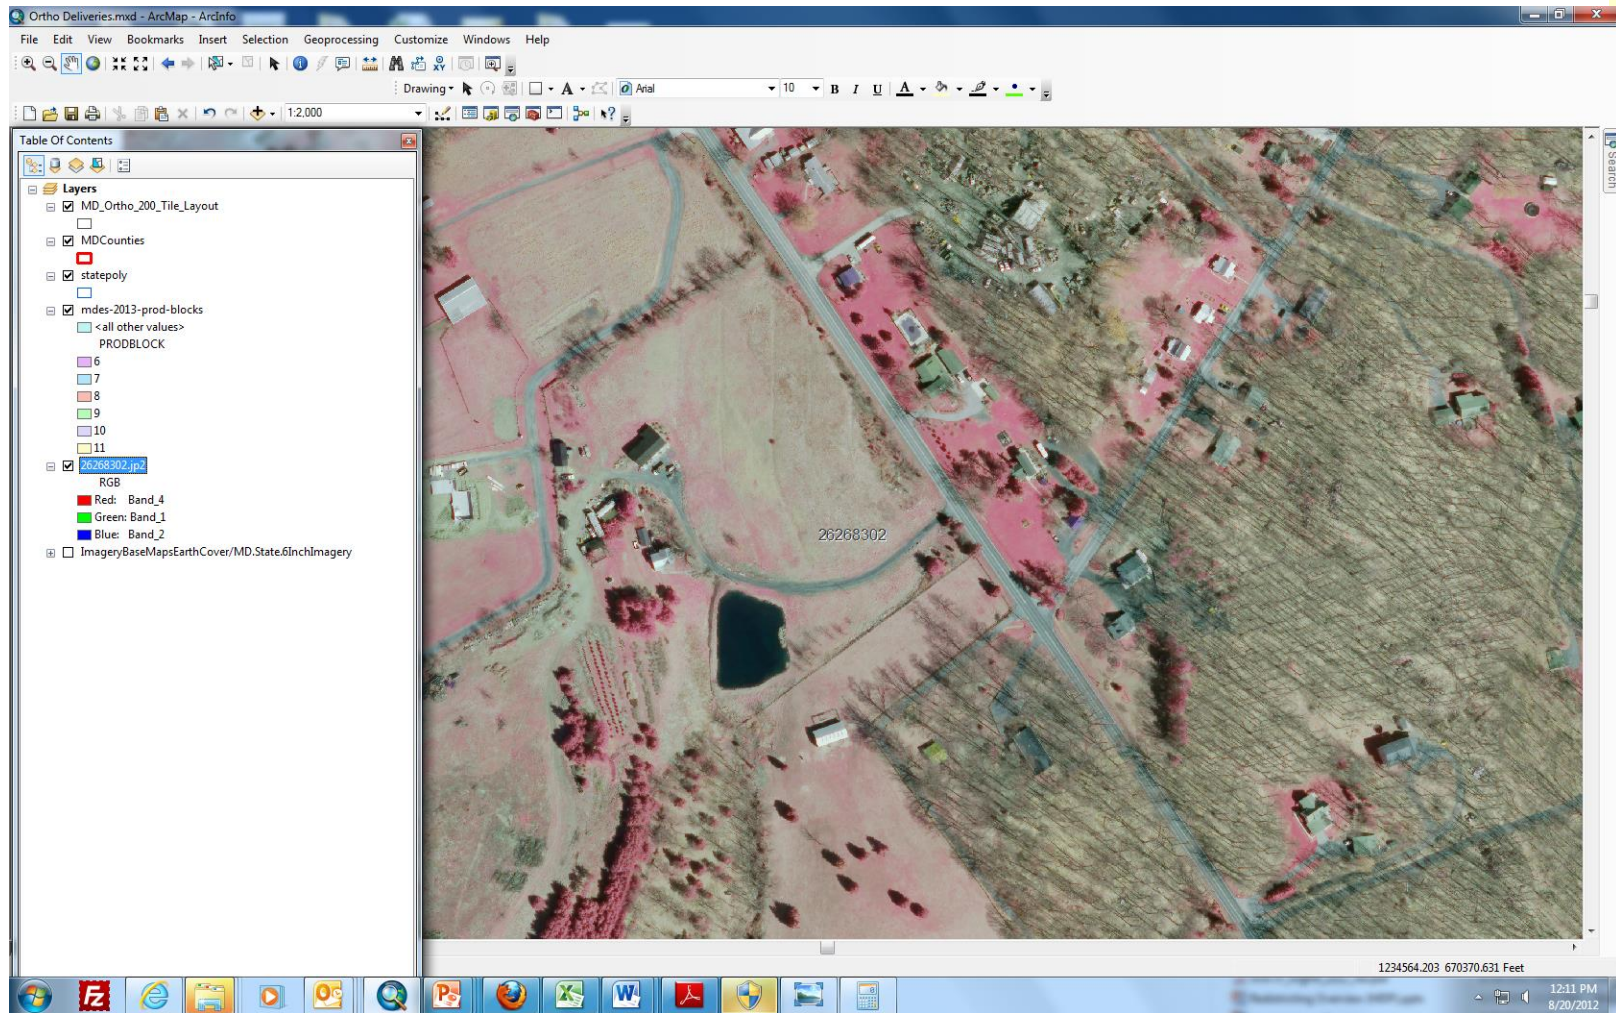 Ortho Deliveries.mxd - ArcMap - ArcInfo
File Edit View Bookmarks Insert Selection Geoprocessing Customize Windows Help
Drawing A Arial 10 B I U A
1:2,000
Table Of Contents
Layers
MD_Ortho_200_Tile_Layout
MDCounties
statepoly
mdes-2013-prod-blocks
<all other values>
PRODBLOCK
6
7
8
9
10
11
26268302.jp2
RGB
Red: Band_4
Green: Band_1
Blue: Band_2
ImageryBaseMapsEarthCover/MD.State.6InchImagery
26268302
Search
1234564.203 670370.631 Feet
12:11 PM
8/20/2012